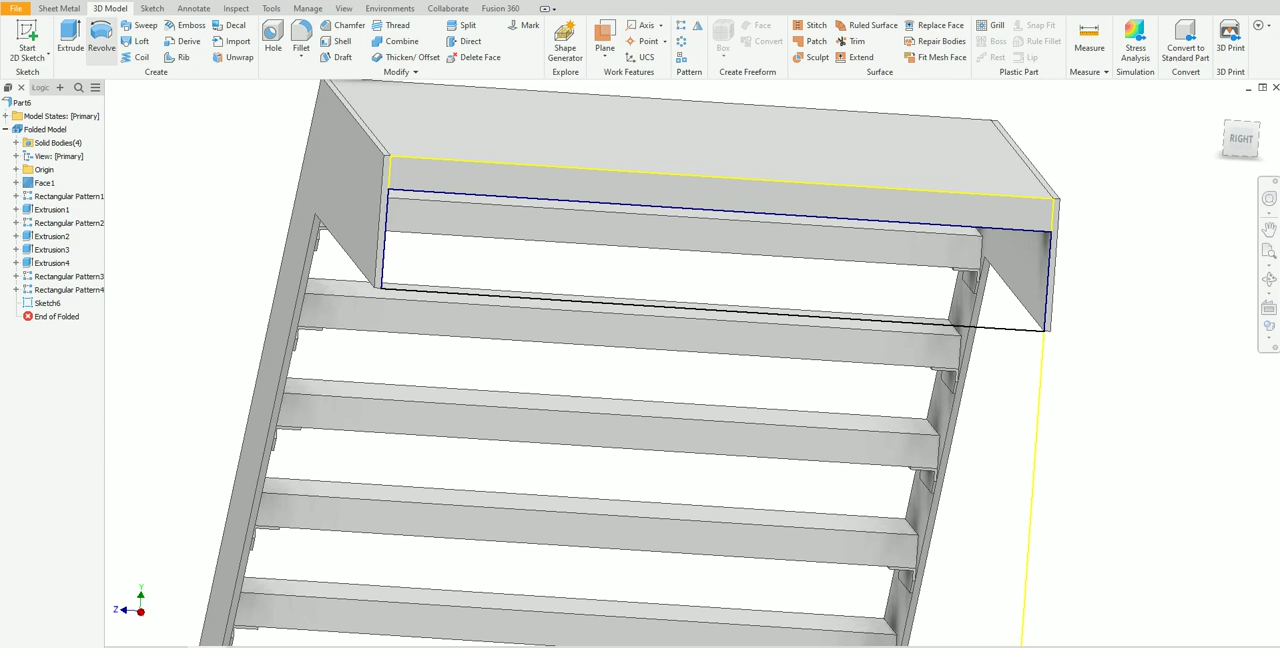 File Sheet Metal 3D Model Sketch Annotate Inspect Tools Manage View Environments Collaborate Fusion 360
Start
2D Sketch
Sketch
Extrude
Revolve
Sweep Emboss Decal
Loft Derive Import
Coil Rib Unwrap
Create
Hole
Fillet
Chamfer Thread Split Mark
Shell Combine Direct
Draft Thicken/ Offset Delete Face
Modify
Shape
Generator
Explore
Plane
Axis
Point
UCS
Work Features
Pattern
Box
Face
Convert
Create Freeform
Stitch Ruled Surface Replace Face
Patch Trim Repair Bodies
Sculpt Extend Fit Mesh Face
Surface
Grill Snap Fit
Boss Rule Fillet
Rest Lip
Plastic Part
Measure
Measure
Stress
Analysis
Simulation
Convert to
Standard Part
Convert
3D Print
3D Print
Logic
Part6
Model States: [Primary]
Folded Model
Solid Bodies(4)
View: [Primary]
Origin
Face1
Rectangular Pattern1
Extrusion1
Rectangular Pattern2
Extrusion2
Extrusion3
Extrusion4
Rectangular Pattern3
Rectangular Pattern4
Sketch6
End of Folded
RIGHT
Y
Z